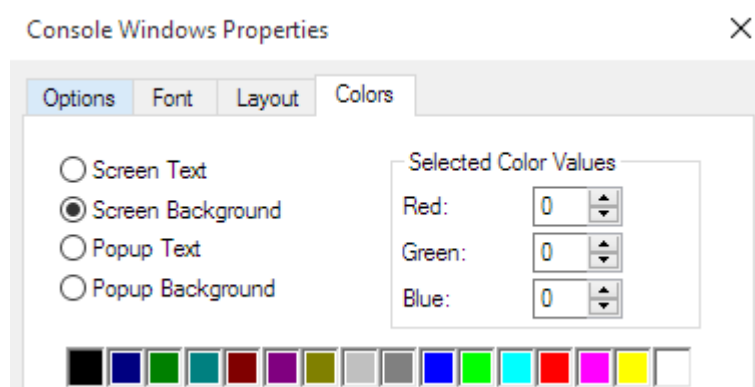 Console Windows Properties
Options Font Layout Colors
Screen Text
Screen Background
Popup Text
Popup Background
Selected Color Values
Red: 0
Green: 0
Blue: 0